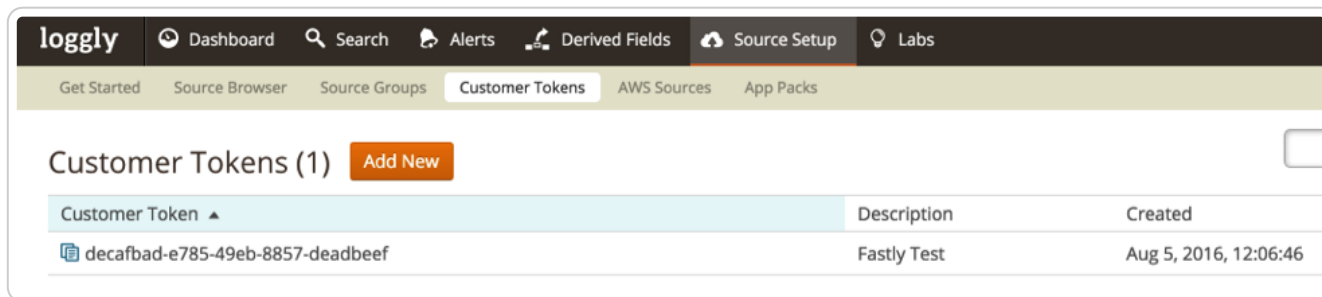 loggly Dashboard Search Alerts Derived Fields Source Setup Labs
Get Started Source Browser Source Groups Customer Tokens AWS Sources App Packs
Customer Tokens (1) Add New
Customer Token Description Created
decafbad-e785-49eb-8857-deadbeef Fastly Test Aug 5, 2016, 12:06:46